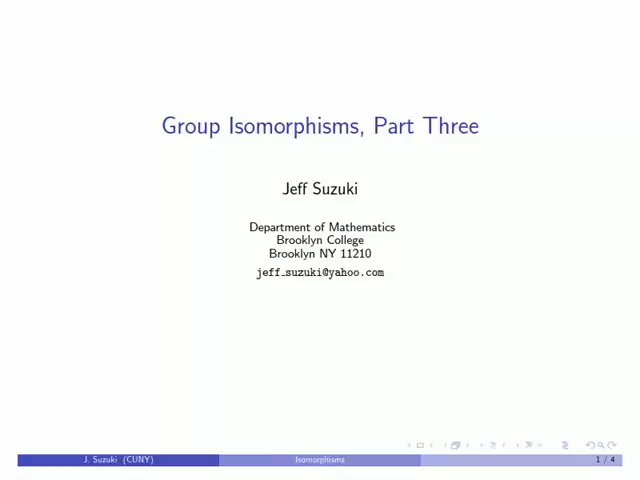 Group Isomorphisms, Part Three
Jeff Suzuki
Department of Mathematics
Brooklyn College
Brooklyn NY 11210
jeff_suzuki@yahoo.com
J. Suzuki (CUNY) Isomorphisms 1 / 4